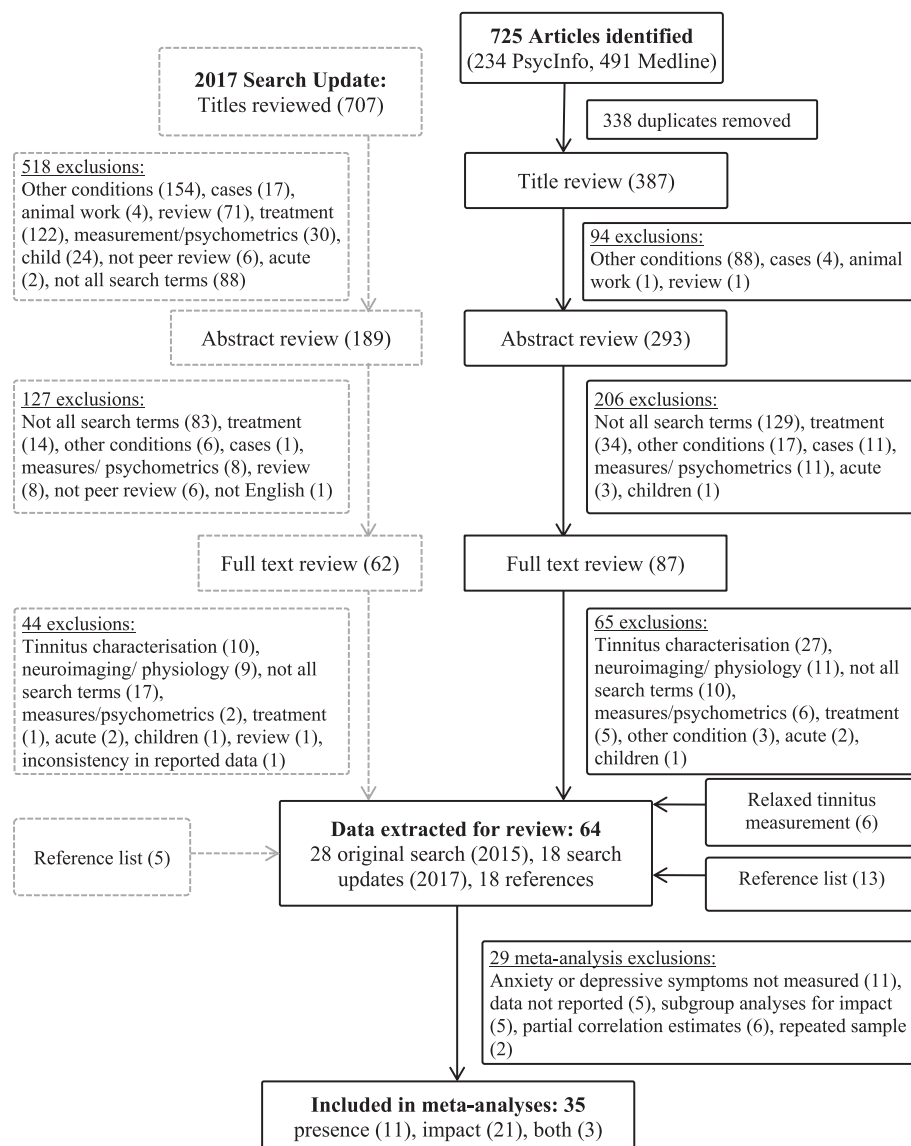 725 Articles identified
(234 PsycInfo, 491 Medline)
2017 Search Update:
Titles reviewed (707)
338 duplicates removed
518 exclusions:
Other conditions (154), cases (17),
animal work (4), review (71), treatment
(122), measurement/psychometrics (30),
child (24), not peer review (6), acute
(2), not all search terms (88)
Title review (387)
94 exclusions:
Other conditions (88), cases (4), animal
work (1), review (1)
Abstract review (189)
Abstract review (293)
127 exclusions:
Not all search terms (83), treatment
(14), other conditions (6), cases (1),
measures/ psychometrics (8), review
(8), not peer review (6), not English (1)
206 exclusions:
Not all search terms (129), treatment
(34), other conditions (17), cases (11),
measures/ psychometrics (11), acute
(3), children (1)
Full text review (62)
Full text review (87)
44 exclusions:
Tinnitus characterisation (10),
neuroimaging/ physiology (9), not all
search terms (17),
measures/psychometrics (2), treatment
(1), acute (2), children (1), review (1),
inconsistency in reported data (1)
65 exclusions:
Tinnitus characterisation (27),
neuroimaging/ physiology (11), not all
search terms (10),
measures/psychometrics (6), treatment
(5), other condition (3), acute (2),
children (1)
Reference list (5)
Data extracted for review: 64
28 original search (2015), 18 search
updates (2017), 18 references
Relaxed tinnitus
measurement (6)
Reference list (13)
29 meta-analysis exclusions:
Anxiety or depressive symptoms not measured (11),
data not reported (5), subgroup analyses for impact
(5), partial correlation estimates (6), repeated sample
(2)
Included in meta-analyses: 35
presence (11), impact (21), both (3)